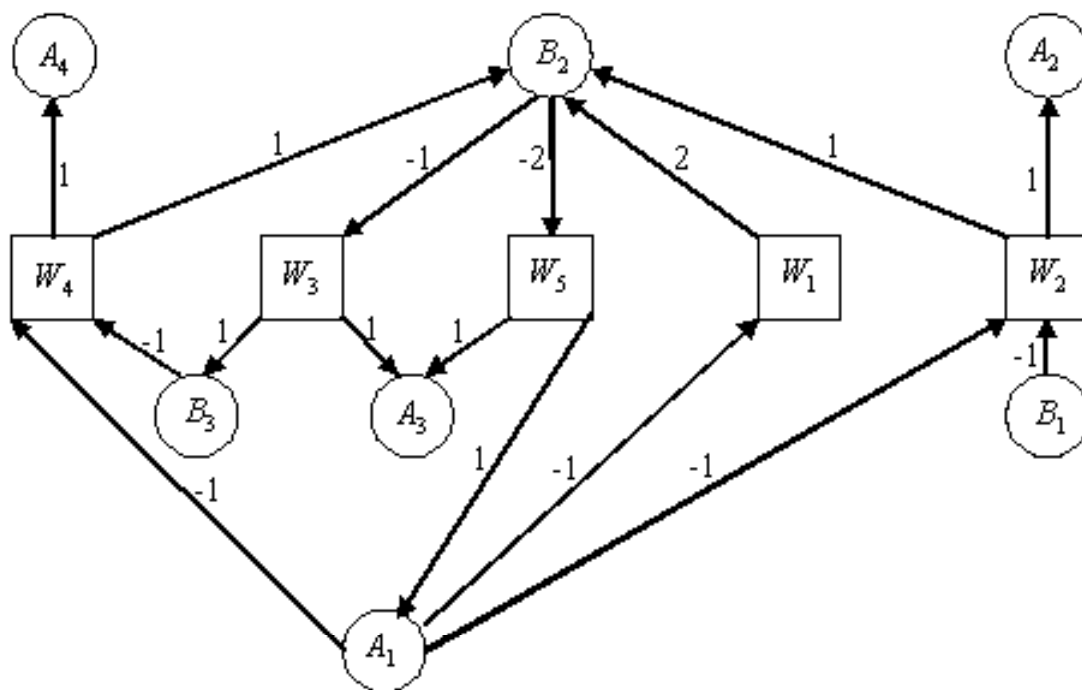 A₄ B₂ A₂
1 1 -1 -2 2 1 1
W₄ W₃ W₅ W₁ W₂
-1 1 1 1 -1
B₃ A₃ B₁
-1 1 -1 -1
A₁